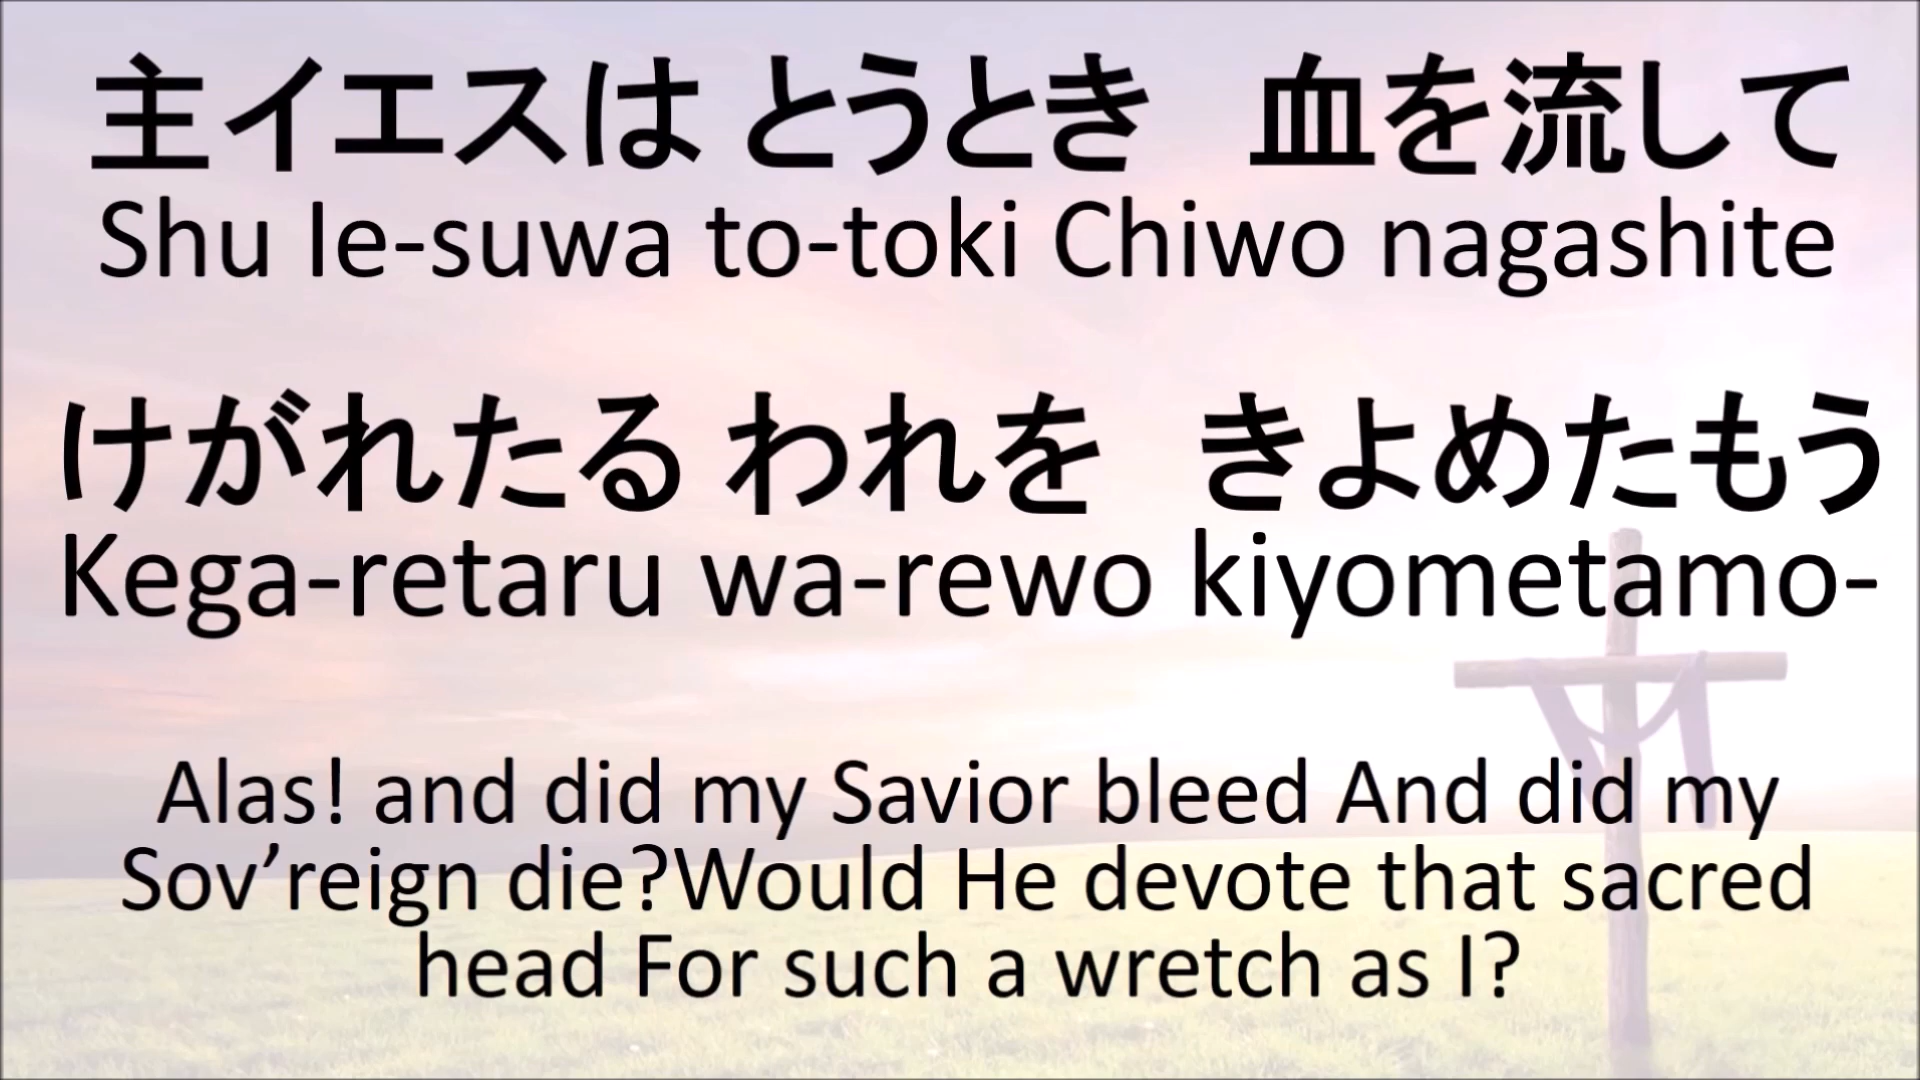 主イエスは とうとき　血を流して
Shu Ie-suwa to-toki Chiwo nagashite
けがれたる われを　きよめたもう
Kega-retaru wa-rewo kiyometamo-
Alas! and did my Savior bleed And did my
Sov’reign die?Would He devote that sacred
head For such a wretch as I?